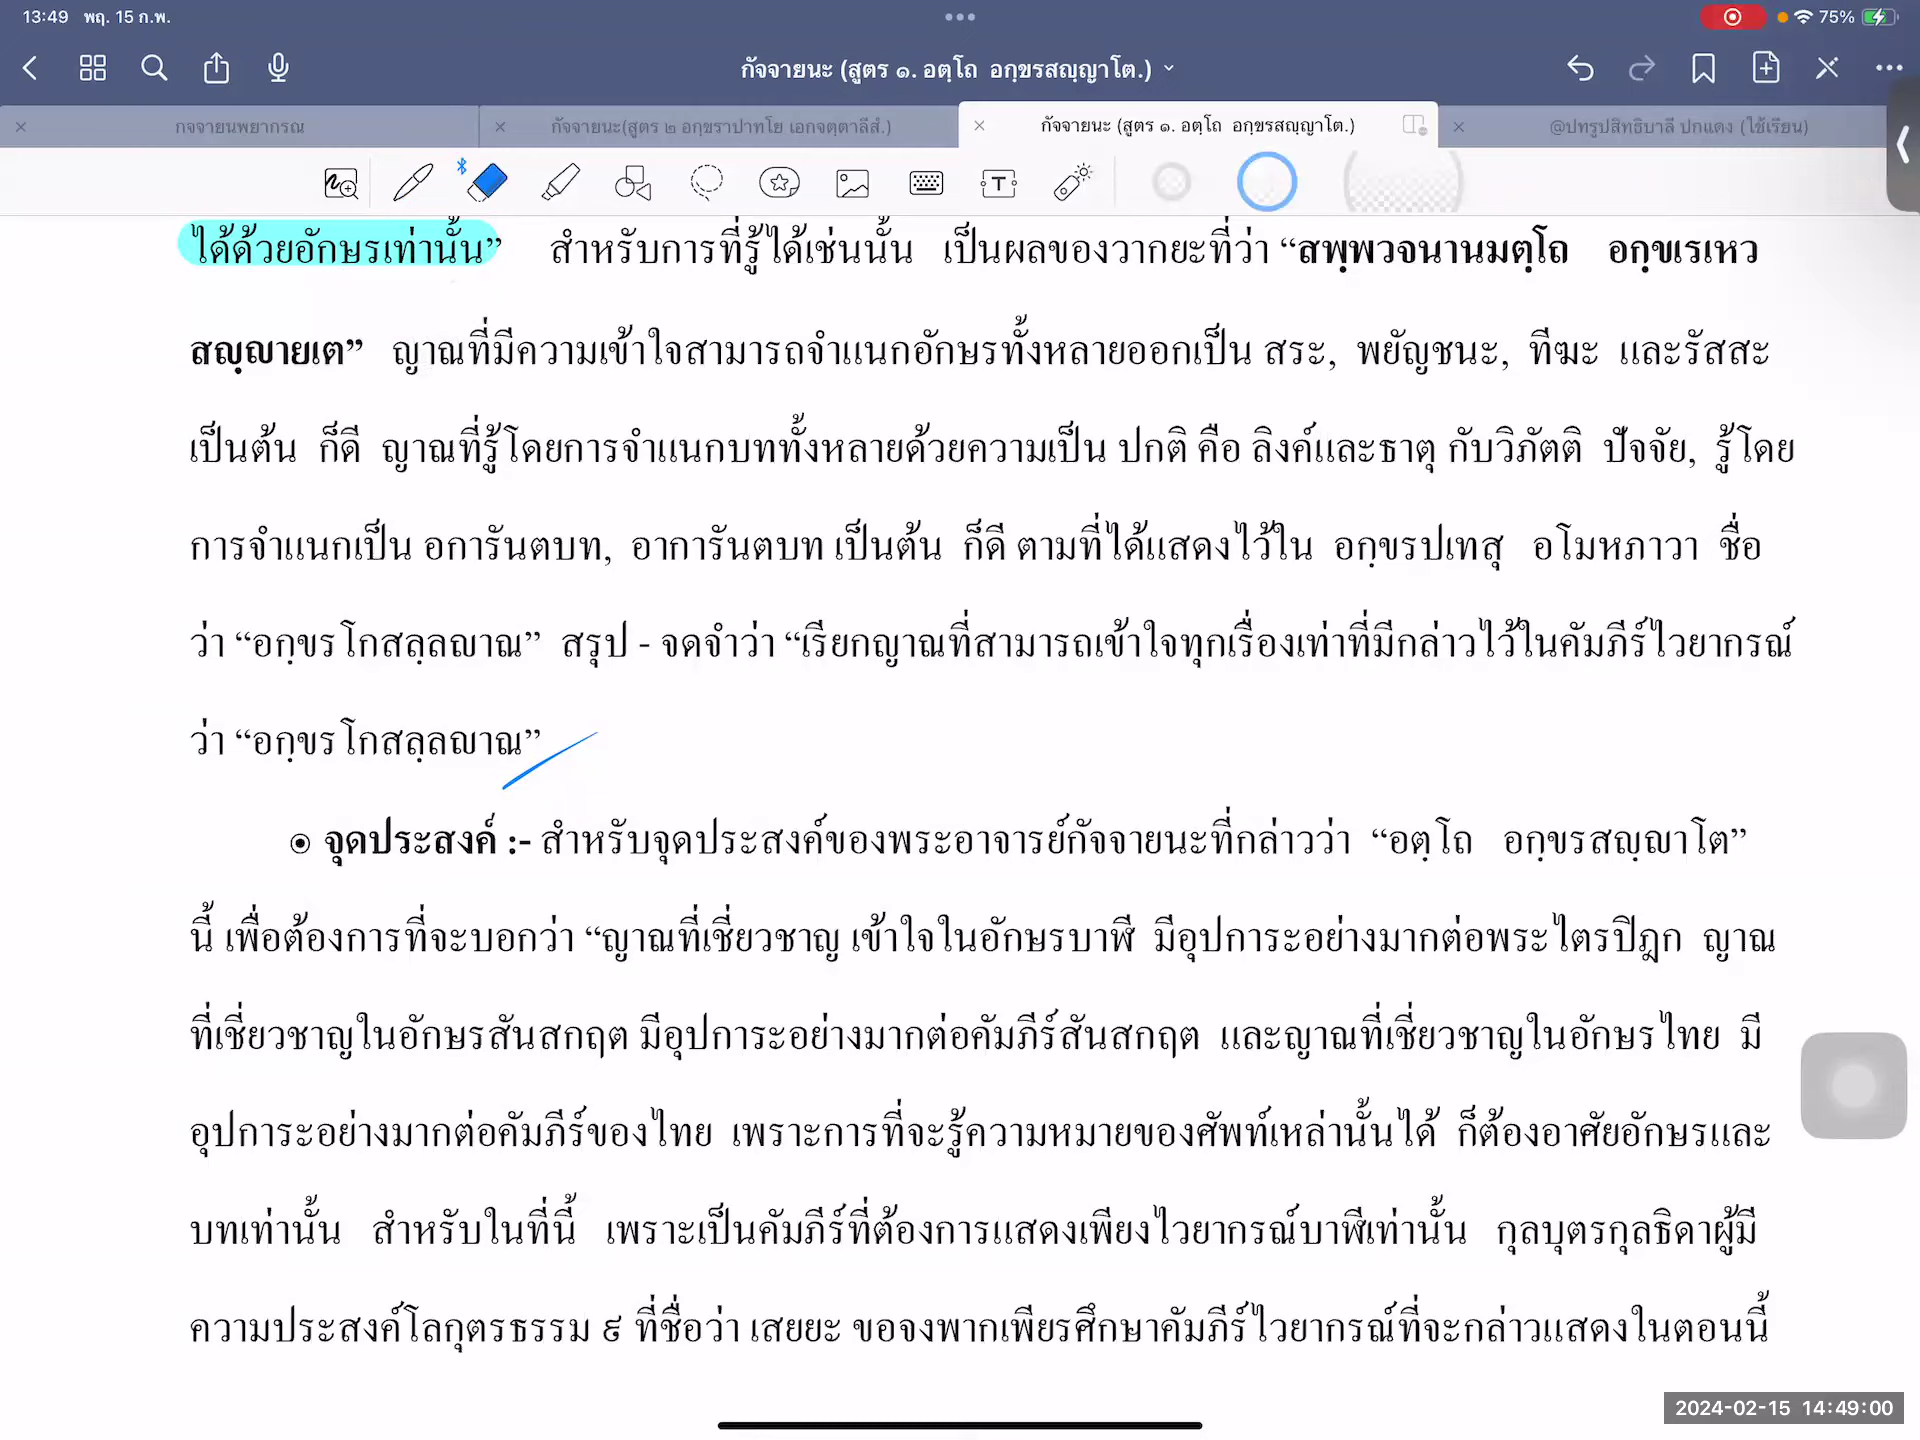 13:49 พฤ. 15 ก.พ.
75%
กัจจายนะ (สูตร ๑. อตฺโถ อกฺขรสญฺญาโต.)
กจจายนพยากรณ
กัจจายนะ(สูตร ๒ อกฺขราปาทโย เอกจตฺตาลีสํ.)
กัจจายนะ (สูตร ๑. อตฺโถ อกฺขรสญฺญาโต.)
@ปทรูปสิทธิบาลี ปกแดง (ใช้เรียน)
ได้ด้วยอักษรเท่านั้น” สำหรับการที่รู้ได้เช่นนั้น เป็นผลของวากยะที่ว่า “สพฺพวจนานมตฺโถ อกฺขเรเหว
สญฺญายเต” ญาณที่มีความเข้าใจสามารถจำแนกอักษรทั้งหลายออกเป็น สระ, พยัญชนะ, ทีฆะ และรัสสะ
เป็นต้น ก็ดี ญาณที่รู้โดยการจำแนกบททั้งหลายด้วยความเป็น ปกติ คือ ลิงค์และธาตุ กับวิภัตติ ปัจจัย, รู้โดย
การจำแนกเป็น อการันตบท, อาการันตบท เป็นต้น ก็ดี ตามที่ได้แสดงไว้ใน อกฺขรปเทสุ อโมหภาวา ชื่อ
ว่า “อกฺขรโกสลฺลญาณ” สรุป - จดจำว่า “เรียกญาณที่สามารถเข้าใจทุกเรื่องเท่าที่มีกล่าวไว้ในคัมภีร์ไวยากรณ์
ว่า “อกฺขรโกสลฺลญาณ”
๏ จุดประสงค์ :- สำหรับจุดประสงค์ของพระอาจารย์กัจจายนะที่กล่าวว่า “อตฺโถ อกฺขรสญฺญาโต”
นี้ เพื่อต้องการที่จะบอกว่า “ญาณที่เชี่ยวชาญ เข้าใจในอักษรบาฬี มีอุปการะอย่างมากต่อพระไตรปิฎก ญาณ
ที่เชี่ยวชาญในอักษรสันสกฤต มีอุปการะอย่างมากต่อคัมภีร์สันสกฤต และญาณที่เชี่ยวชาญในอักษรไทย มี
อุปการะอย่างมากต่อคัมภีร์ของไทย เพราะการที่จะรู้ความหมายของศัพท์เหล่านั้นได้ ก็ต้องอาศัยอักษรและ
บทเท่านั้น สำหรับในที่นี้ เพราะเป็นคัมภีร์ที่ต้องการแสดงเพียงไวยากรณ์บาฬีเท่านั้น กุลบุตรกุลธิดาผู้มี
ความประสงค์โลกุตรธรรม ๙ ที่ชื่อว่า เสยยะ ขอจงพากเพียรศึกษาคัมภีร์ไวยากรณ์ที่จะกล่าวแสดงในตอนนี้
2024-02-15 14:49:00